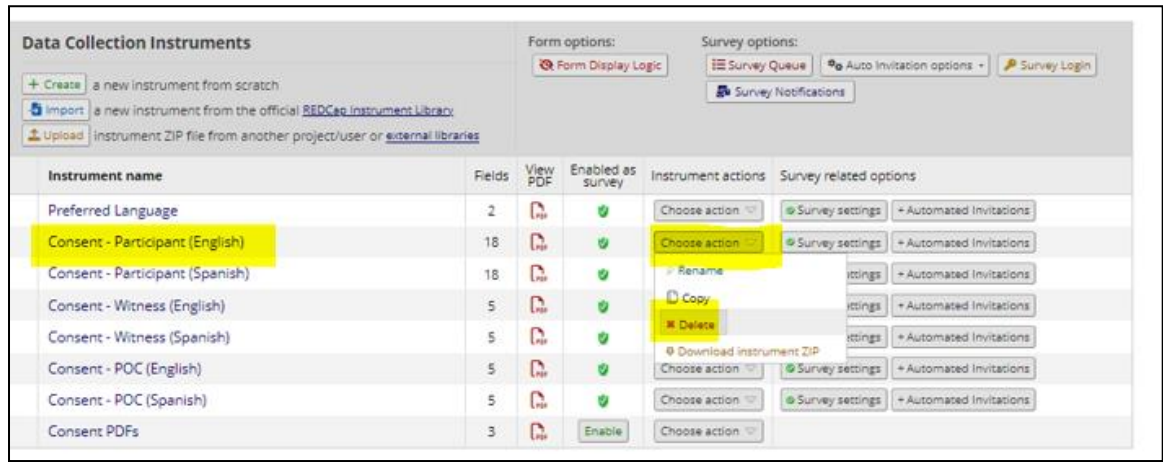 Data Collection Instruments
Form options:
Survey options:
Form Display Logic
Survey Queue
Auto Invitation options
Survey Login
Survey Notifications
+ Create a new instrument from scratch
Import a new instrument from the official REDCap Instrument Library
Upload instrument ZIP file from another project/user or external libraries
Instrument name Fields View PDF Enabled as survey Instrument actions Survey related options
Preferred Language 2 Choose action Survey settings + Automated Invitations
Consent - Participant (English) 18 Choose action Survey settings + Automated Invitations
Consent - Participant (Spanish) 18 Rename ttings + Automated Invitations
Consent - Witness (English) 5 Copy ttings + Automated Invitations
Consent - Witness (Spanish) 5 Delete ttings + Automated Invitations
Download instrument ZIP
Consent - POC (English) 5 Choose action Survey settings + Automated Invitations
Consent - POC (Spanish) 5 Choose action Survey settings + Automated Invitations
Consent PDFs 3 Enable Choose action